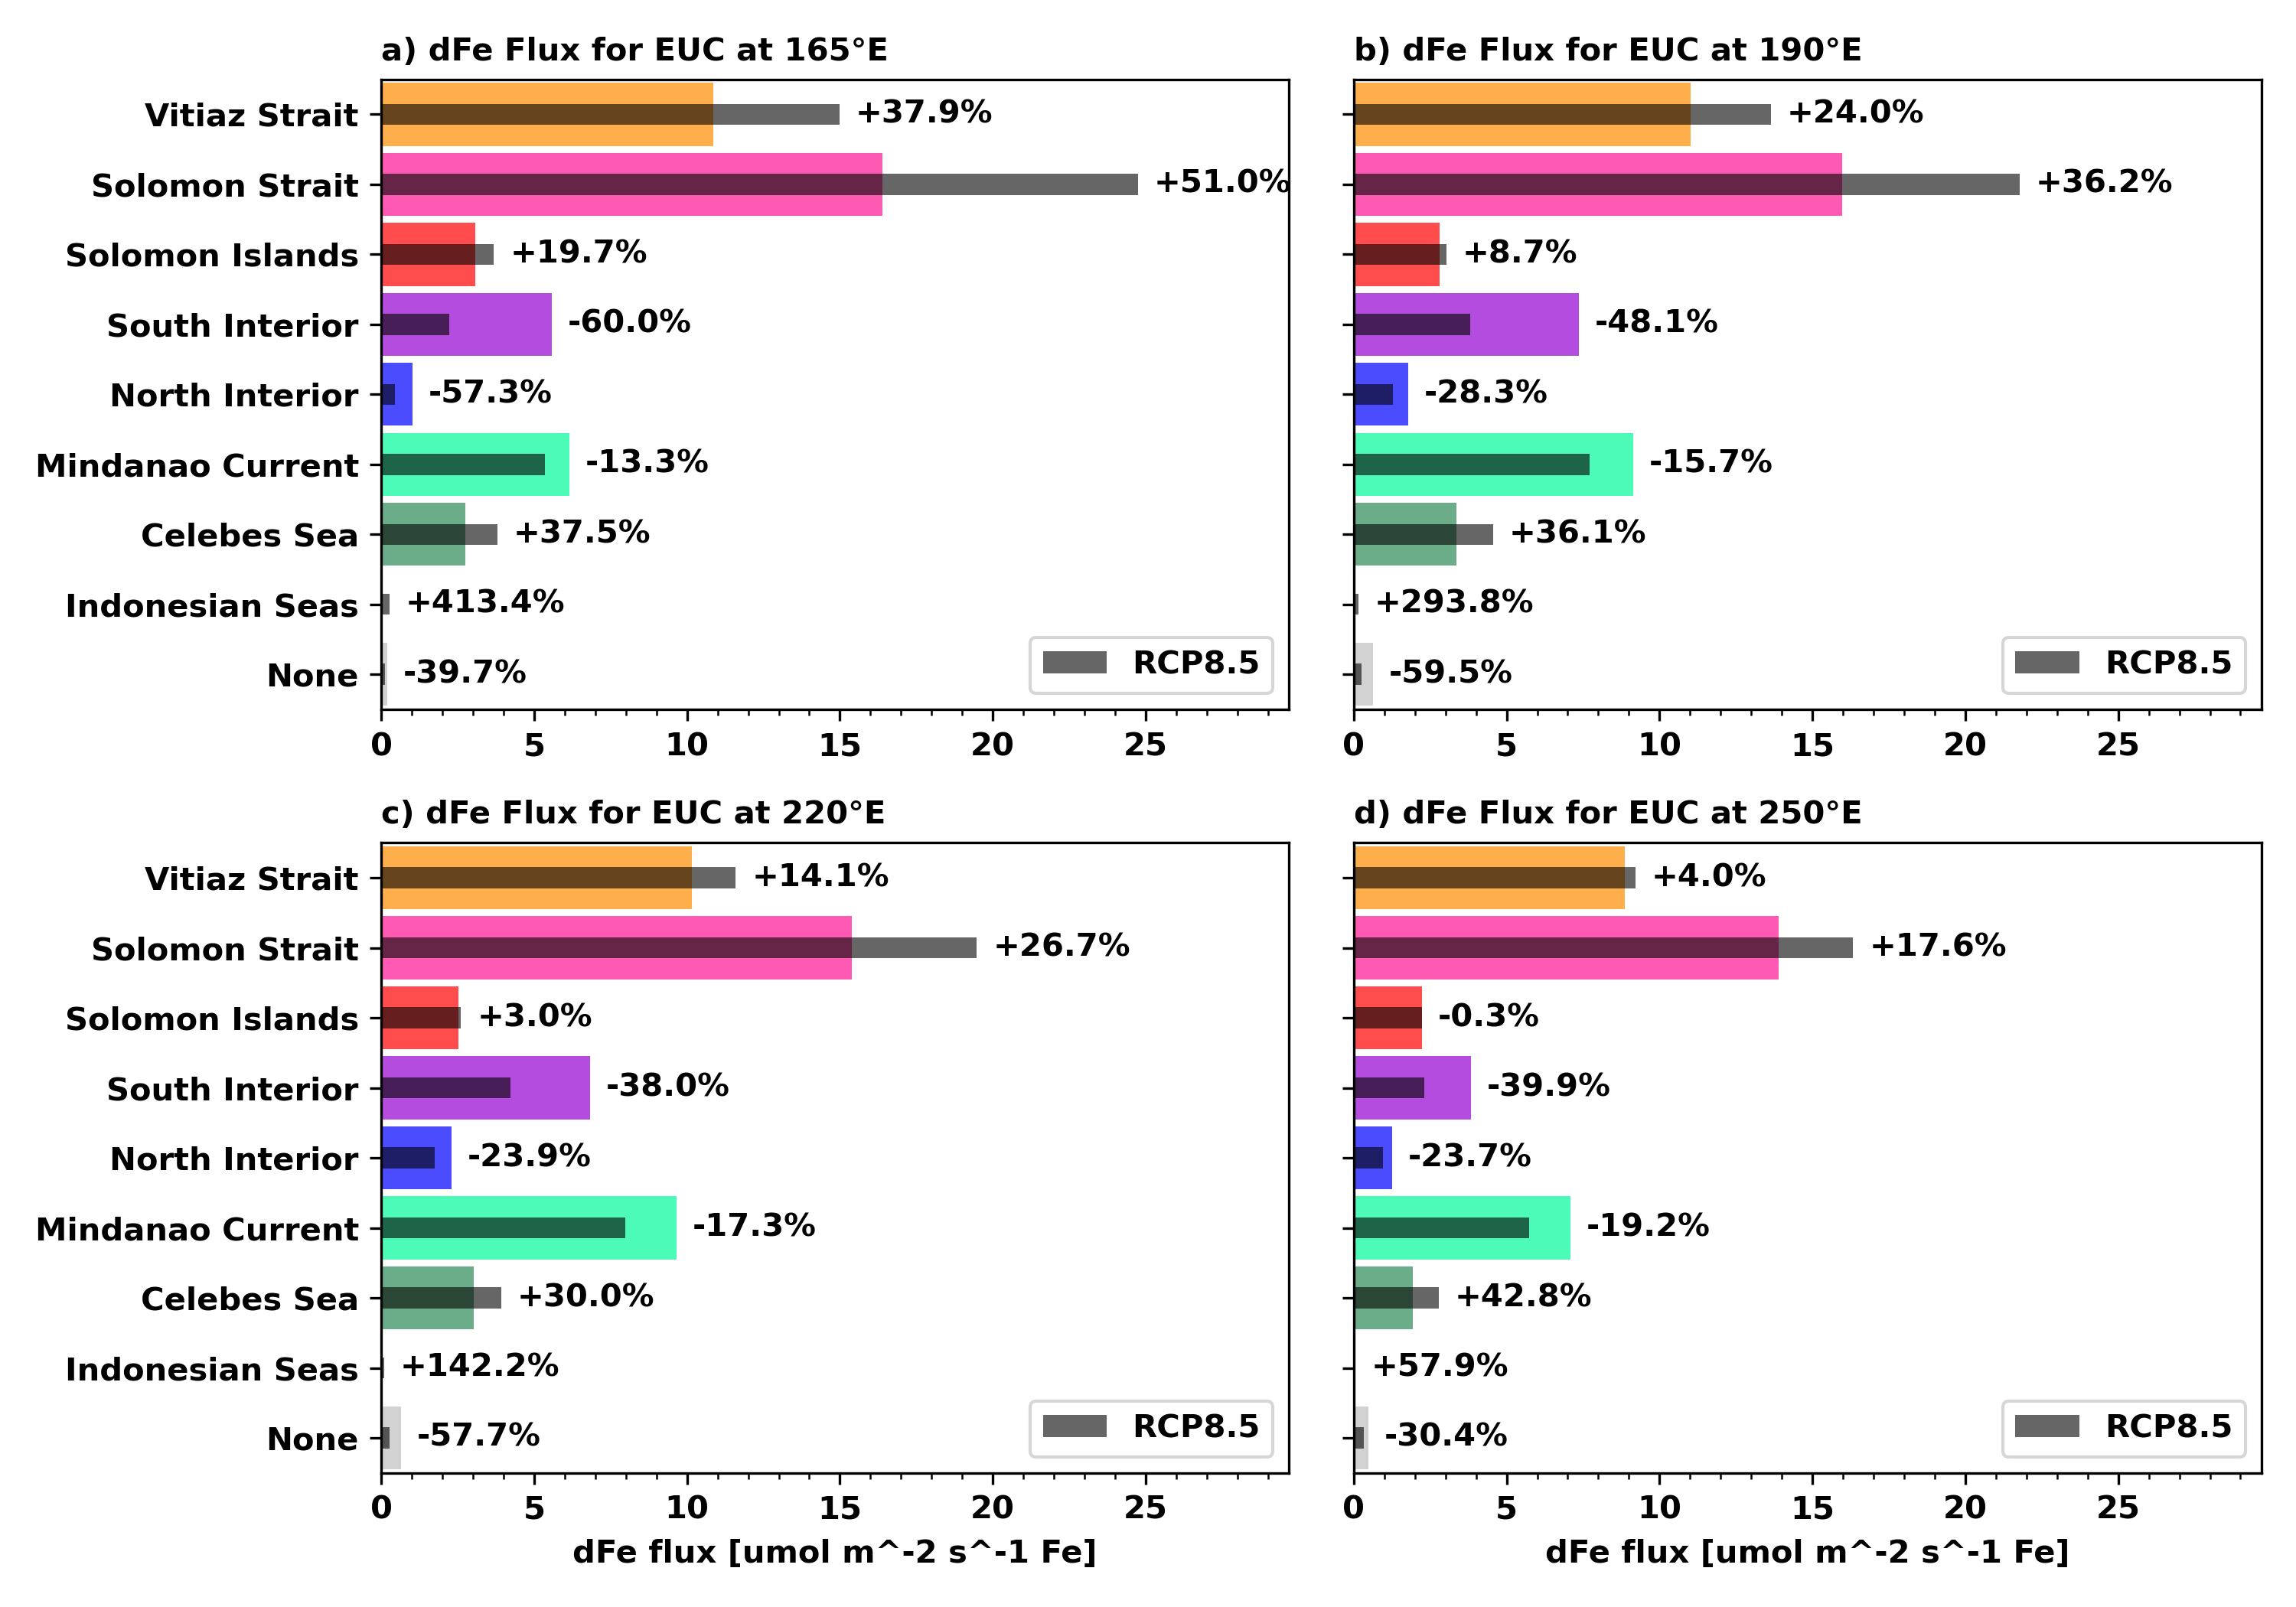 a) dFe Flux for EUC at 165°E
Vitiaz Strait
+37.9%
Solomon Strait
+51.0%
Solomon Islands
+19.7%
South Interior
-60.0%
North Interior
-57.3%
Mindanao Current
-13.3%
Celebes Sea
+37.5%
Indonesian Seas
+413.4%
None
-39.7%
RCP8.5
0 5 10 15 20 25
b) dFe Flux for EUC at 190°E
+24.0%
+36.2%
+8.7%
-48.1%
-28.3%
-15.7%
+36.1%
+293.8%
-59.5%
RCP8.5
0 5 10 15 20 25
c) dFe Flux for EUC at 220°E
Vitiaz Strait
+14.1%
Solomon Strait
+26.7%
Solomon Islands
+3.0%
South Interior
-38.0%
North Interior
-23.9%
Mindanao Current
-17.3%
Celebes Sea
+30.0%
Indonesian Seas
+142.2%
None
-57.7%
RCP8.5
0 5 10 15 20 25
dFe flux [umol m^-2 s^-1 Fe]
d) dFe Flux for EUC at 250°E
+4.0%
+17.6%
-0.3%
-39.9%
-23.7%
-19.2%
+42.8%
+57.9%
-30.4%
RCP8.5
0 5 10 15 20 25
dFe flux [umol m^-2 s^-1 Fe]